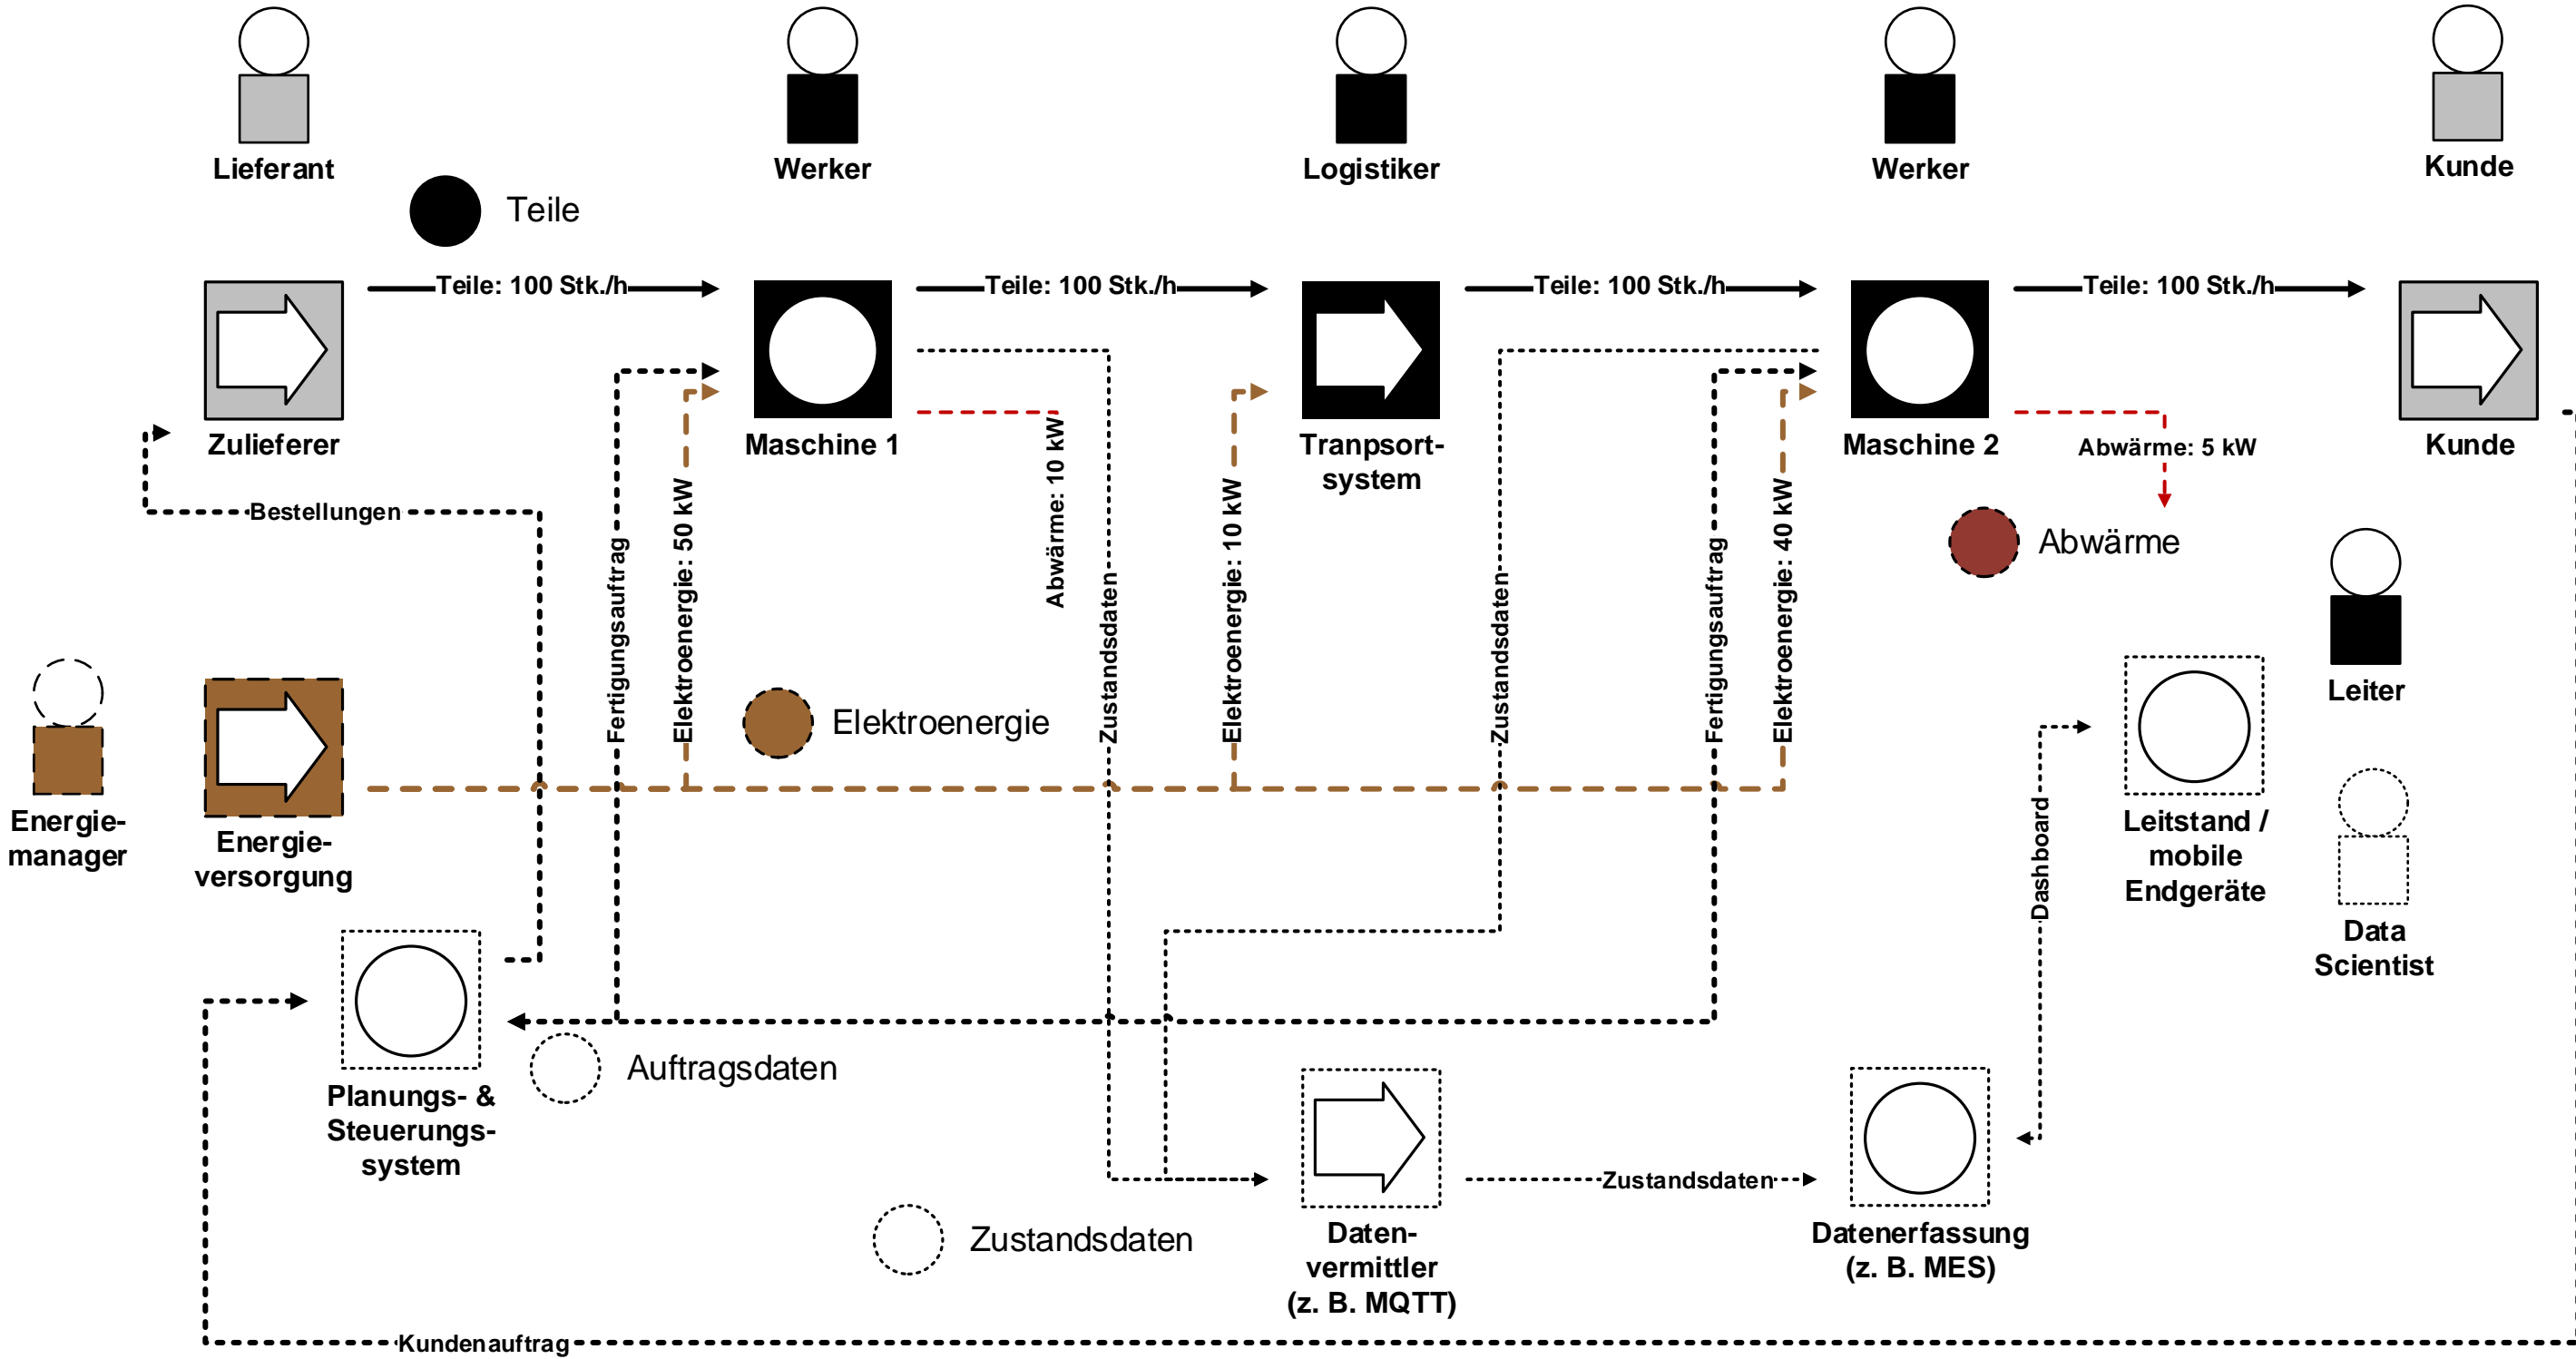 Lieferant
Werker
Logistiker
Werker
Kunde
Teile
Teile: 100 Stk./h
Teile: 100 Stk./h
Teile: 100 Stk./h
Teile: 100 Stk./h
Zulieferer
Maschine 1
Tranpsort-
system
Maschine 2
Kunde
Abwärme: 5 kW
Bestellungen
Fertigungsauftrag
Elektroenergie: 50 kW
Abwärme: 10 kW
Zustandsdaten
Elektroenergie: 10 kW
Zustandsdaten
Fertigungsauftrag
Elektroenergie: 40 kW
Abwärme
Leiter
Elektroenergie
Energie-
manager
Energie-
versorgung
Dashboard
Leitstand /
mobile
Endgeräte
Data
Scientist
Auftragsdaten
Planungs- &
Steuerungs-
system
Zustandsdaten
Zustandsdaten
Daten-
vermittler
(z. B. MQTT)
Datenerfassung
(z. B. MES)
Kundenauftrag